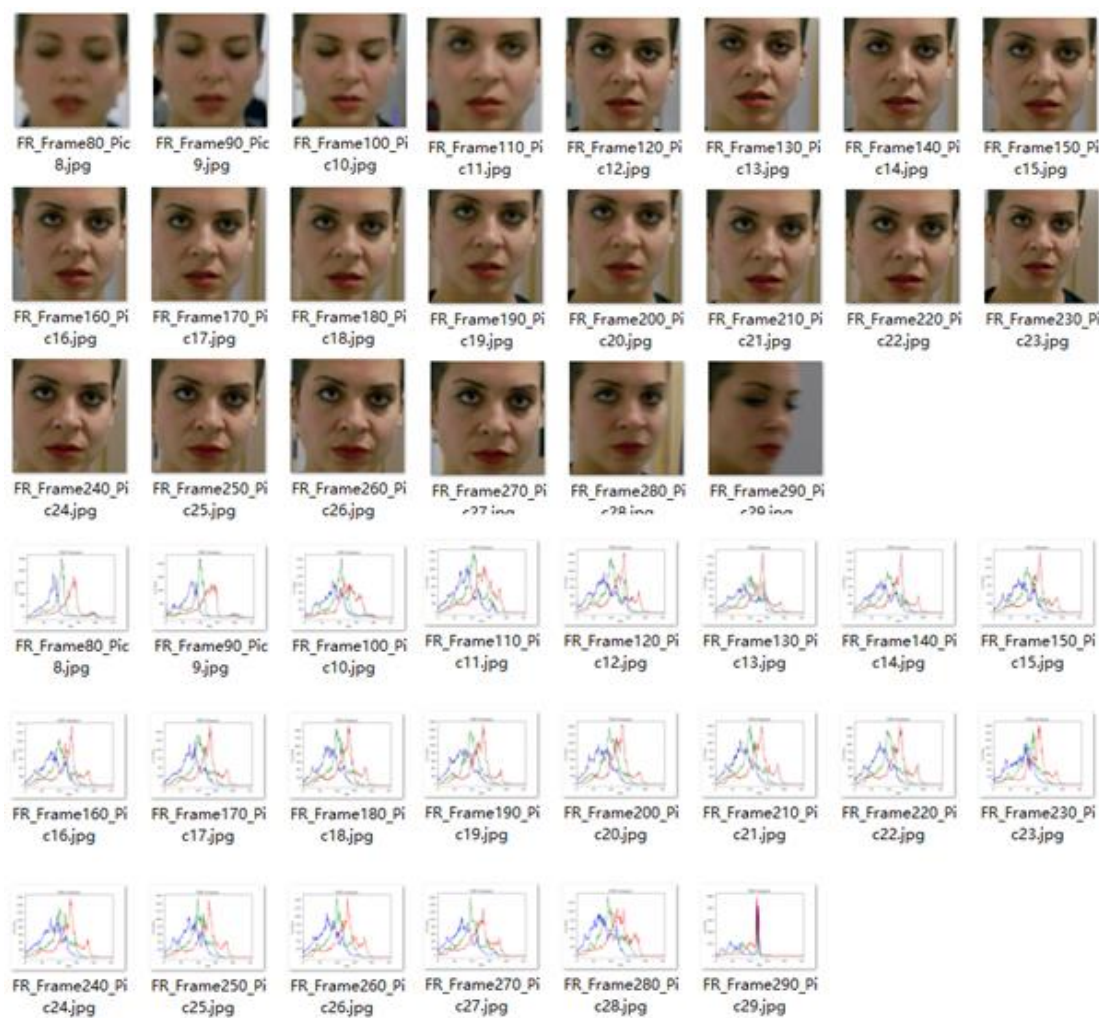 FR_Frame80_Pic FR_Frame90_Pic FR_Frame100_Pi FR_Frame110_Pi FR_Frame120_Pi FR_Frame130_Pi FR_Frame140_Pi FR_Frame150_Pi
8.jpg 9.jpg c10.jpg c11.jpg c12.jpg c13.jpg c14.jpg c15.jpg
FR_Frame160_Pi FR_Frame170_Pi FR_Frame180_Pi FR_Frame190_Pi FR_Frame200_Pi FR_Frame210_Pi FR_Frame220_Pi FR_Frame230_Pi
c16.jpg c17.jpg c18.jpg c19.jpg c20.jpg c21.jpg c22.jpg c23.jpg
FR_Frame240_Pi FR_Frame250_Pi FR_Frame260_Pi FR_Frame270_Pi FR_Frame280_Pi FR_Frame290_Pi
c24.jpg c25.jpg c26.jpg c27.jpg c28.jpg c29.jpg
FR_Frame80_Pic FR_Frame90_Pic FR_Frame100_Pi FR_Frame110_Pi FR_Frame120_Pi FR_Frame130_Pi FR_Frame140_Pi FR_Frame150_Pi
8.jpg 9.jpg c10.jpg c11.jpg c12.jpg c13.jpg c14.jpg c15.jpg
FR_Frame160_Pi FR_Frame170_Pi FR_Frame180_Pi FR_Frame190_Pi FR_Frame200_Pi FR_Frame210_Pi FR_Frame220_Pi FR_Frame230_Pi
c16.jpg c17.jpg c18.jpg c19.jpg c20.jpg c21.jpg c22.jpg c23.jpg
FR_Frame240_Pi FR_Frame250_Pi FR_Frame260_Pi FR_Frame270_Pi FR_Frame280_Pi FR_Frame290_Pi
c24.jpg c25.jpg c26.jpg c27.jpg c28.jpg c29.jpg